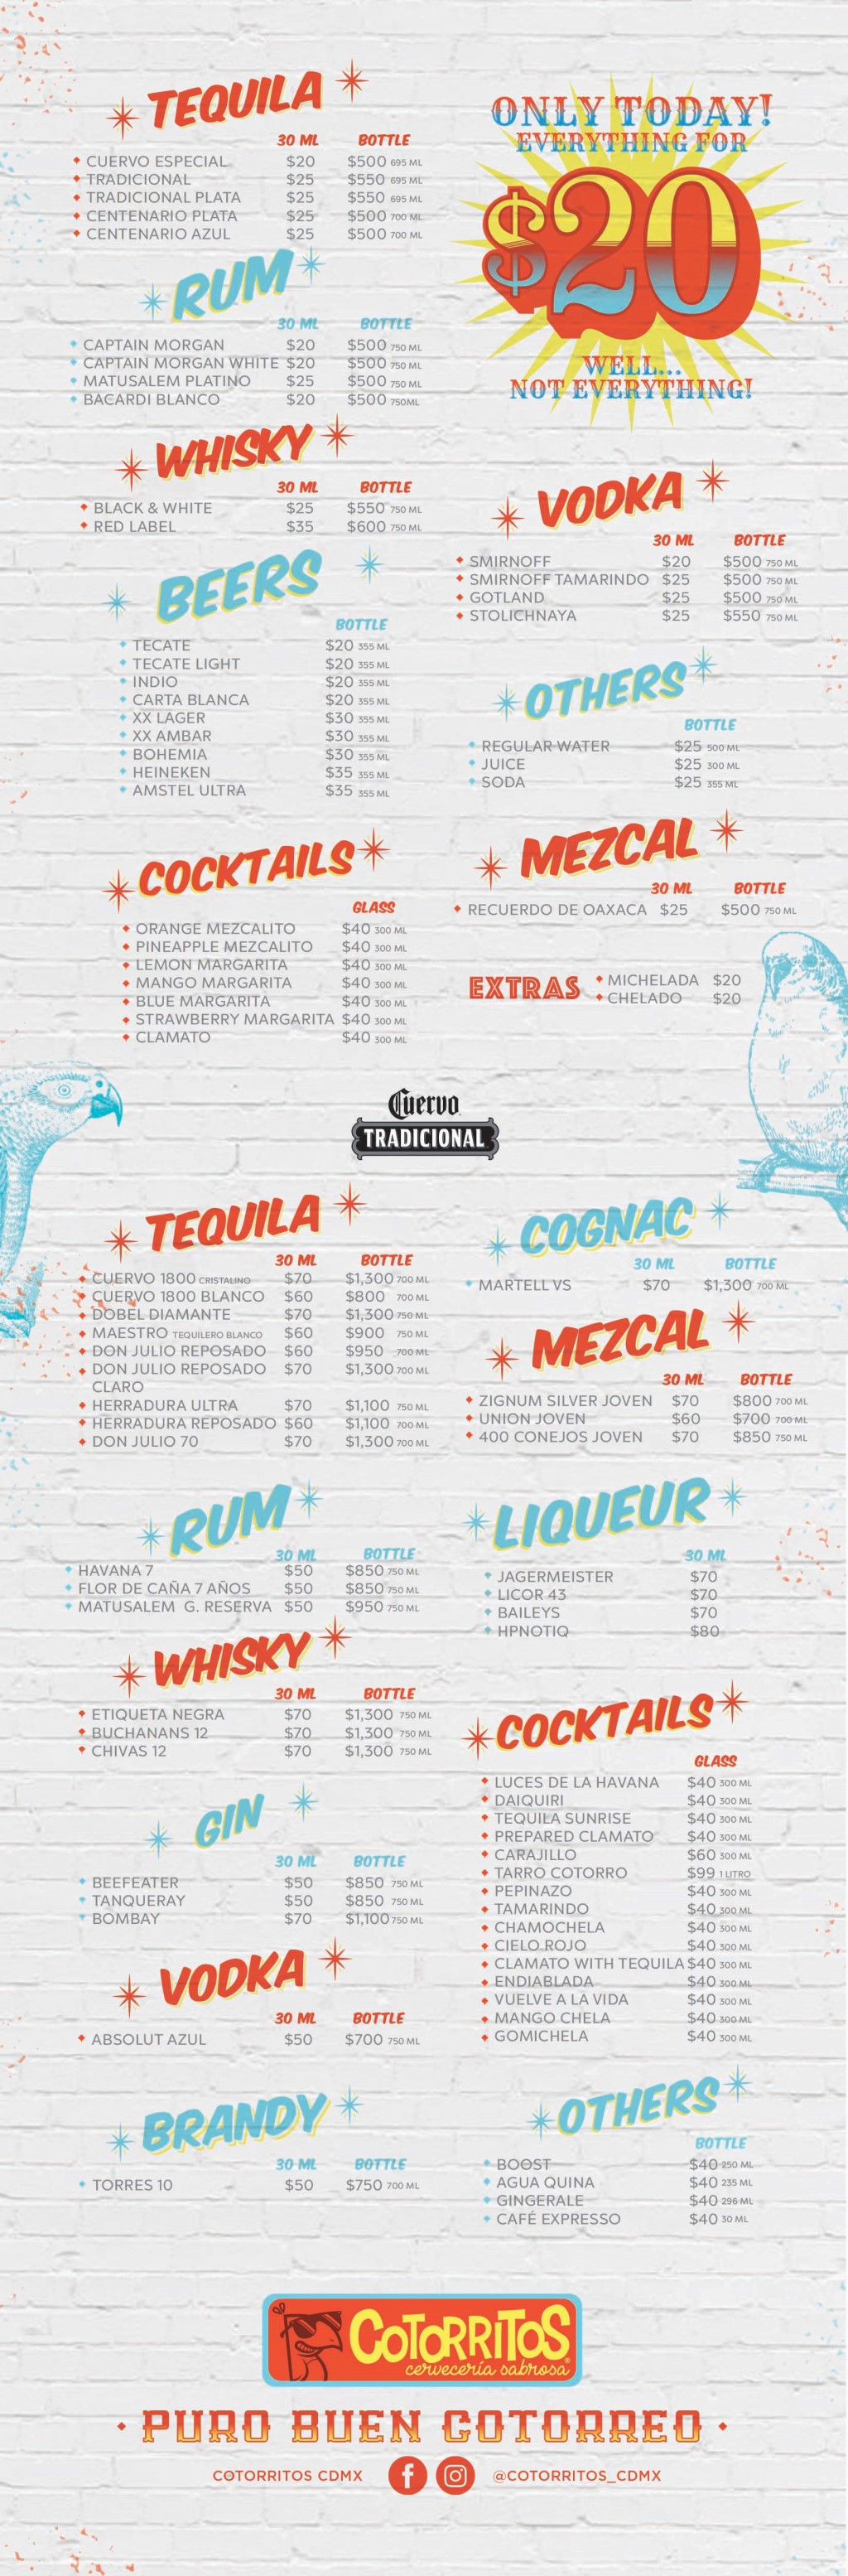 TEQUILA
30 ML BOTTLE
CUERVO ESPECIAL $20 $500 695 ML
TRADICIONAL $25 $550 695 ML
TRADICIONAL PLATA $25 $550 695 ML
CENTENARIO PLATA $25 $500 700 ML
CENTENARIO AZUL $25 $500 700 ML
RUM
30 ML BOTTLE
CAPTAIN MORGAN $20 $500 750 ML
CAPTAIN MORGAN WHITE $20 $500 750 ML
MATUSALEM PLATINO $25 $500 750 ML
BACARDI BLANCO $20 $500 750ML
WHISKY
30 ML BOTTLE
BLACK & WHITE $25 $550 750 ML
RED LABEL $35 $600 750 ML
BEERS
BOTTLE
TECATE $20 355 ML
TECATE LIGHT $20 355 ML
INDIO $20 355 ML
CARTA BLANCA $20 355 ML
XX LAGER $30 355 ML
XX AMBAR $30 355 ML
BOHEMIA $30 355 ML
HEINEKEN $35 355 ML
AMSTEL ULTRA $35 355 ML
COCKTAILS
GLASS
ORANGE MEZCALITO $40 300 ML
PINEAPPLE MEZCALITO $40 300 ML
LEMON MARGARITA $40 300 ML
MANGO MARGARITA $40 300 ML
BLUE MARGARITA $40 300 ML
STRAWBERRY MARGARITA $40 300 ML
CLAMATO $40 300 ML
ONLY TODAY!
EVERYTHING FOR
$20
WELL...
NOT EVERYTHING!
VODKA
30 ML BOTTLE
SMIRNOFF $20 $500 750 ML
SMIRNOFF TAMARINDO $25 $500 750 ML
GOTLAND $25 $500 750 ML
STOLICHNAYA $25 $550 750 ML
OTHERS
BOTTLE
REGULAR WATER $25 500 ML
JUICE $25 300 ML
SODA $25 355 ML
MEZCAL
30 ML BOTTLE
RECUERDO DE OAXACA $25 $500 750 ML
EXTRAS
MICHELADA $20
CHELADO $20
Cuervo
TRADICIONAL
TEQUILA
30 ML BOTTLE
CUERVO 1800 CRISTALINO $70 $1,300 700 ML
CUERVO 1800 BLANCO $60 $800 700 ML
DOBEL DIAMANTE $70 $1,300 750 ML
MAESTRO TEQUILERO BLANCO $60 $900 750 ML
DON JULIO REPOSADO $60 $950 700 ML
DON JULIO REPOSADO $70 $1,300 700 ML
CLARO
HERRADURA ULTRA $70 $1,100 750 ML
HERRADURA REPOSADO $60 $1,100 700 ML
DON JULIO 70 $70 $1,300 700 ML
RUM
30 ML BOTTLE
HAVANA 7 $50 $850 750 ML
FLOR DE CAÑA 7 AÑOS $50 $850 750 ML
MATUSALEM G. RESERVA $50 $950 750 ML
WHISKY
30 ML BOTTLE
ETIQUETA NEGRA $70 $1,300 750 ML
BUCHANANS 12 $70 $1,300 750 ML
CHIVAS 12 $70 $1,300 750 ML
GIN
30 ML BOTTLE
BEEFEATER $50 $850 750 ML
TANQUERAY $50 $850 750 ML
BOMBAY $70 $1,100 750 ML
VODKA
30 ML BOTTLE
ABSOLUT AZUL $50 $700 750 ML
BRANDY
30 ML BOTTLE
TORRES 10 $50 $750 700 ML
COGNAC
30 ML BOTTLE
MARTELL VS $70 $1,300 700 ML
MEZCAL
30 ML BOTTLE
ZIGNUM SILVER JOVEN $70 $800 700 ML
UNION JOVEN $60 $700 700 ML
400 CONEJOS JOVEN $70 $850 750 ML
LIQUEUR
30 ML
JAGERMEISTER $70
LICOR 43 $70
BAILEYS $70
HPNOTIQ $80
COCKTAILS
GLASS
LUCES DE LA HAVANA $40 300 ML
DAIQUIRI $40 300 ML
TEQUILA SUNRISE $40 300 ML
PREPARED CLAMATO $40 300 ML
CARAJILLO $60 300 ML
TARRO COTORRO $99 1 LITRO
PEPINAZO $40 300 ML
TAMARINDO $40 300 ML
CHAMOCHELA $40 300 ML
CIELO ROJO $40 300 ML
CLAMATO WITH TEQUILA $40 300 ML
ENDIABLADA $40 300 ML
VUELVE A LA VIDA $40 300 ML
MANGO CHELA $40 300 ML
GOMICHELA $40 300 ML
OTHERS
BOTTLE
BOOST $40 250 ML
AGUA QUINA $40 235 ML
GINGERALE $40 296 ML
CAFÉ EXPRESSO $40 30 ML
COTORRITOS
cervecería sabrosa
PURO BUEN COTORREO
COTORRITOS CDMX @COTORRITOS_CDMX